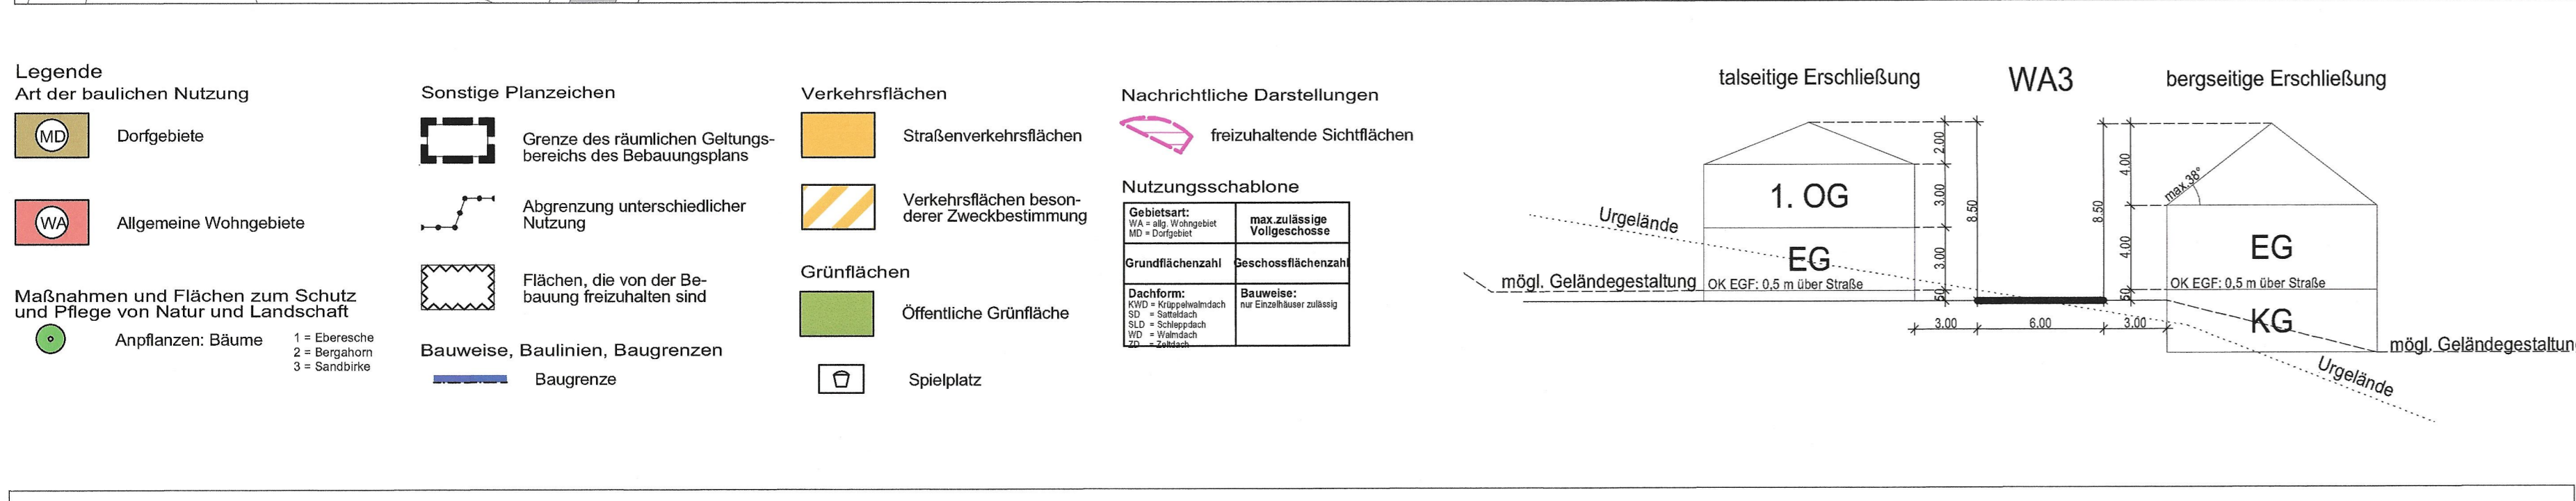 Legende
Art der baulichen Nutzung
MD
Dorfgebiete
WA
Allgemeine Wohngebiete
Maßnahmen und Flächen zum Schutz
und Pflege von Natur und Landschaft
Anpflanzen: Bäume
1 = Eberesche
2 = Bergahorn
3 = Sandbirke
Sonstige Planzeichen
Grenze des räumlichen Geltungs-
bereichs des Bebauungsplans
Abgrenzung unterschiedlicher
Nutzung
Flächen, die von der Be-
bauung freizuhalten sind
Bauweise, Baulinien, Baugrenzen
Baugrenze
Verkehrsflächen
Straßenverkehrsflächen
Verkehrsflächen beson-
derer Zweckbestimmung
Grünflächen
Öffentliche Grünfläche
Spielplatz
Nachrichtliche Darstellungen
freizuhaltende Sichtflächen
Nutzungsschablone
Gebietsart:
WA = allg. Wohngebiet
MD = Dorfgebiet
max.zulässige
Vollgeschosse
Grundflächenzahl
Geschossflächenzahl
Dachform:
KWD = Krüppelwalmdach
SD = Satteldach
SLD = Schleppdach
WD = Walmdach
ZD = Zeltdach
Bauweise:
nur Einzelhäuser zulässig
talseitige Erschließung
WA3
bergseitige Erschließung
2.00
1. OG
3.00
8.50
Urgelände
EG
3.00
mögl. Geländegestaltung
OK EGF: 0,5 m über Straße
50
3.00
6.00
3.00
8.50
4.00
max.38°
4.00
EG
OK EGF: 0,5 m über Straße
50
KG
mögl. Geländegestaltun
Urgelände